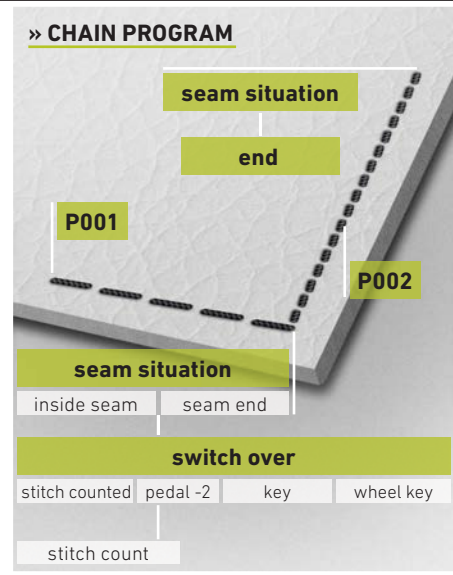 » CHAIN PROGRAM
seam situation
end
P001
P002
seam situation
inside seam seam end
switch over
stitch counted pedal -2 key wheel key
stitch count